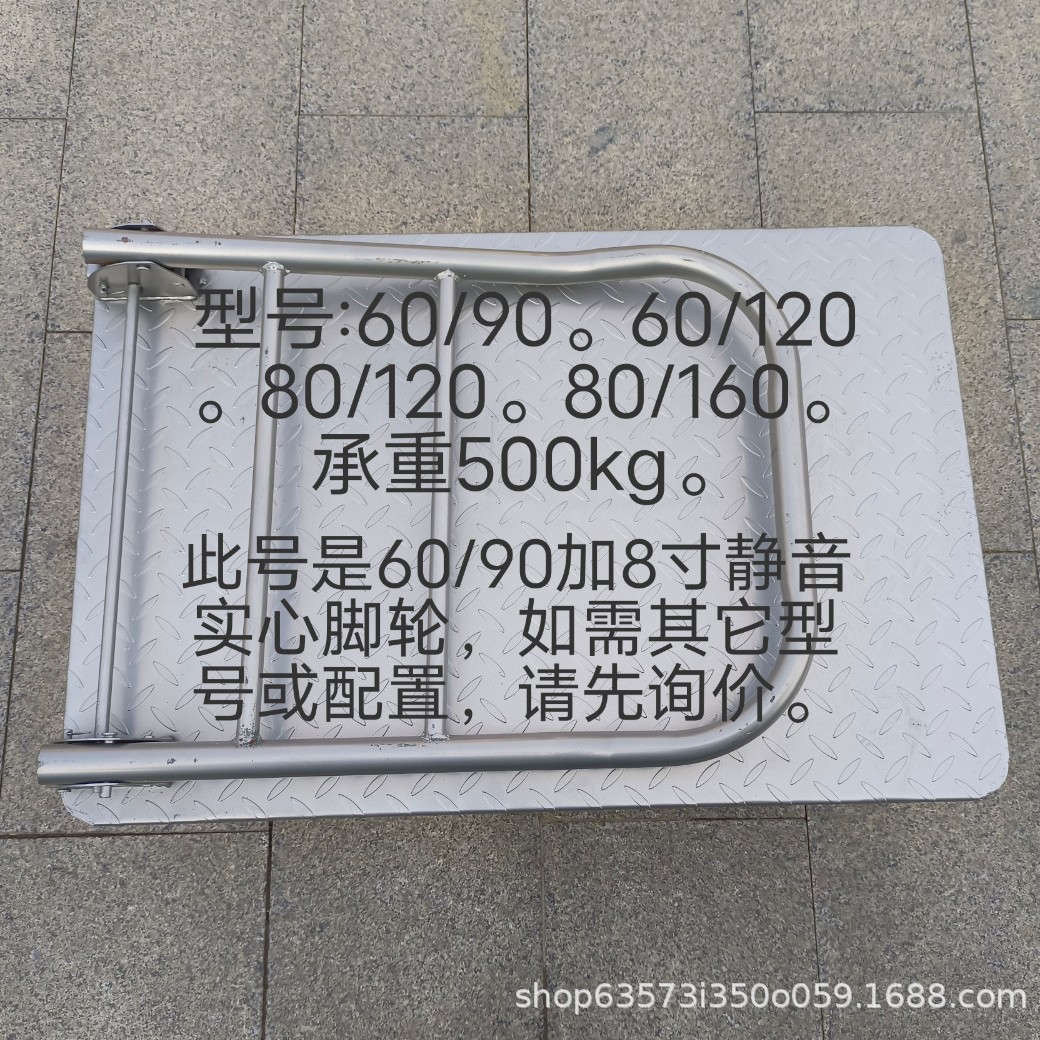 型号:60/90。60/120
。80/120。80/160。
承重500kg。
此号是60/90加8寸静音
实心脚轮，如需其它型
号或配置，请先询价。
shop63573i350o059.1688.com